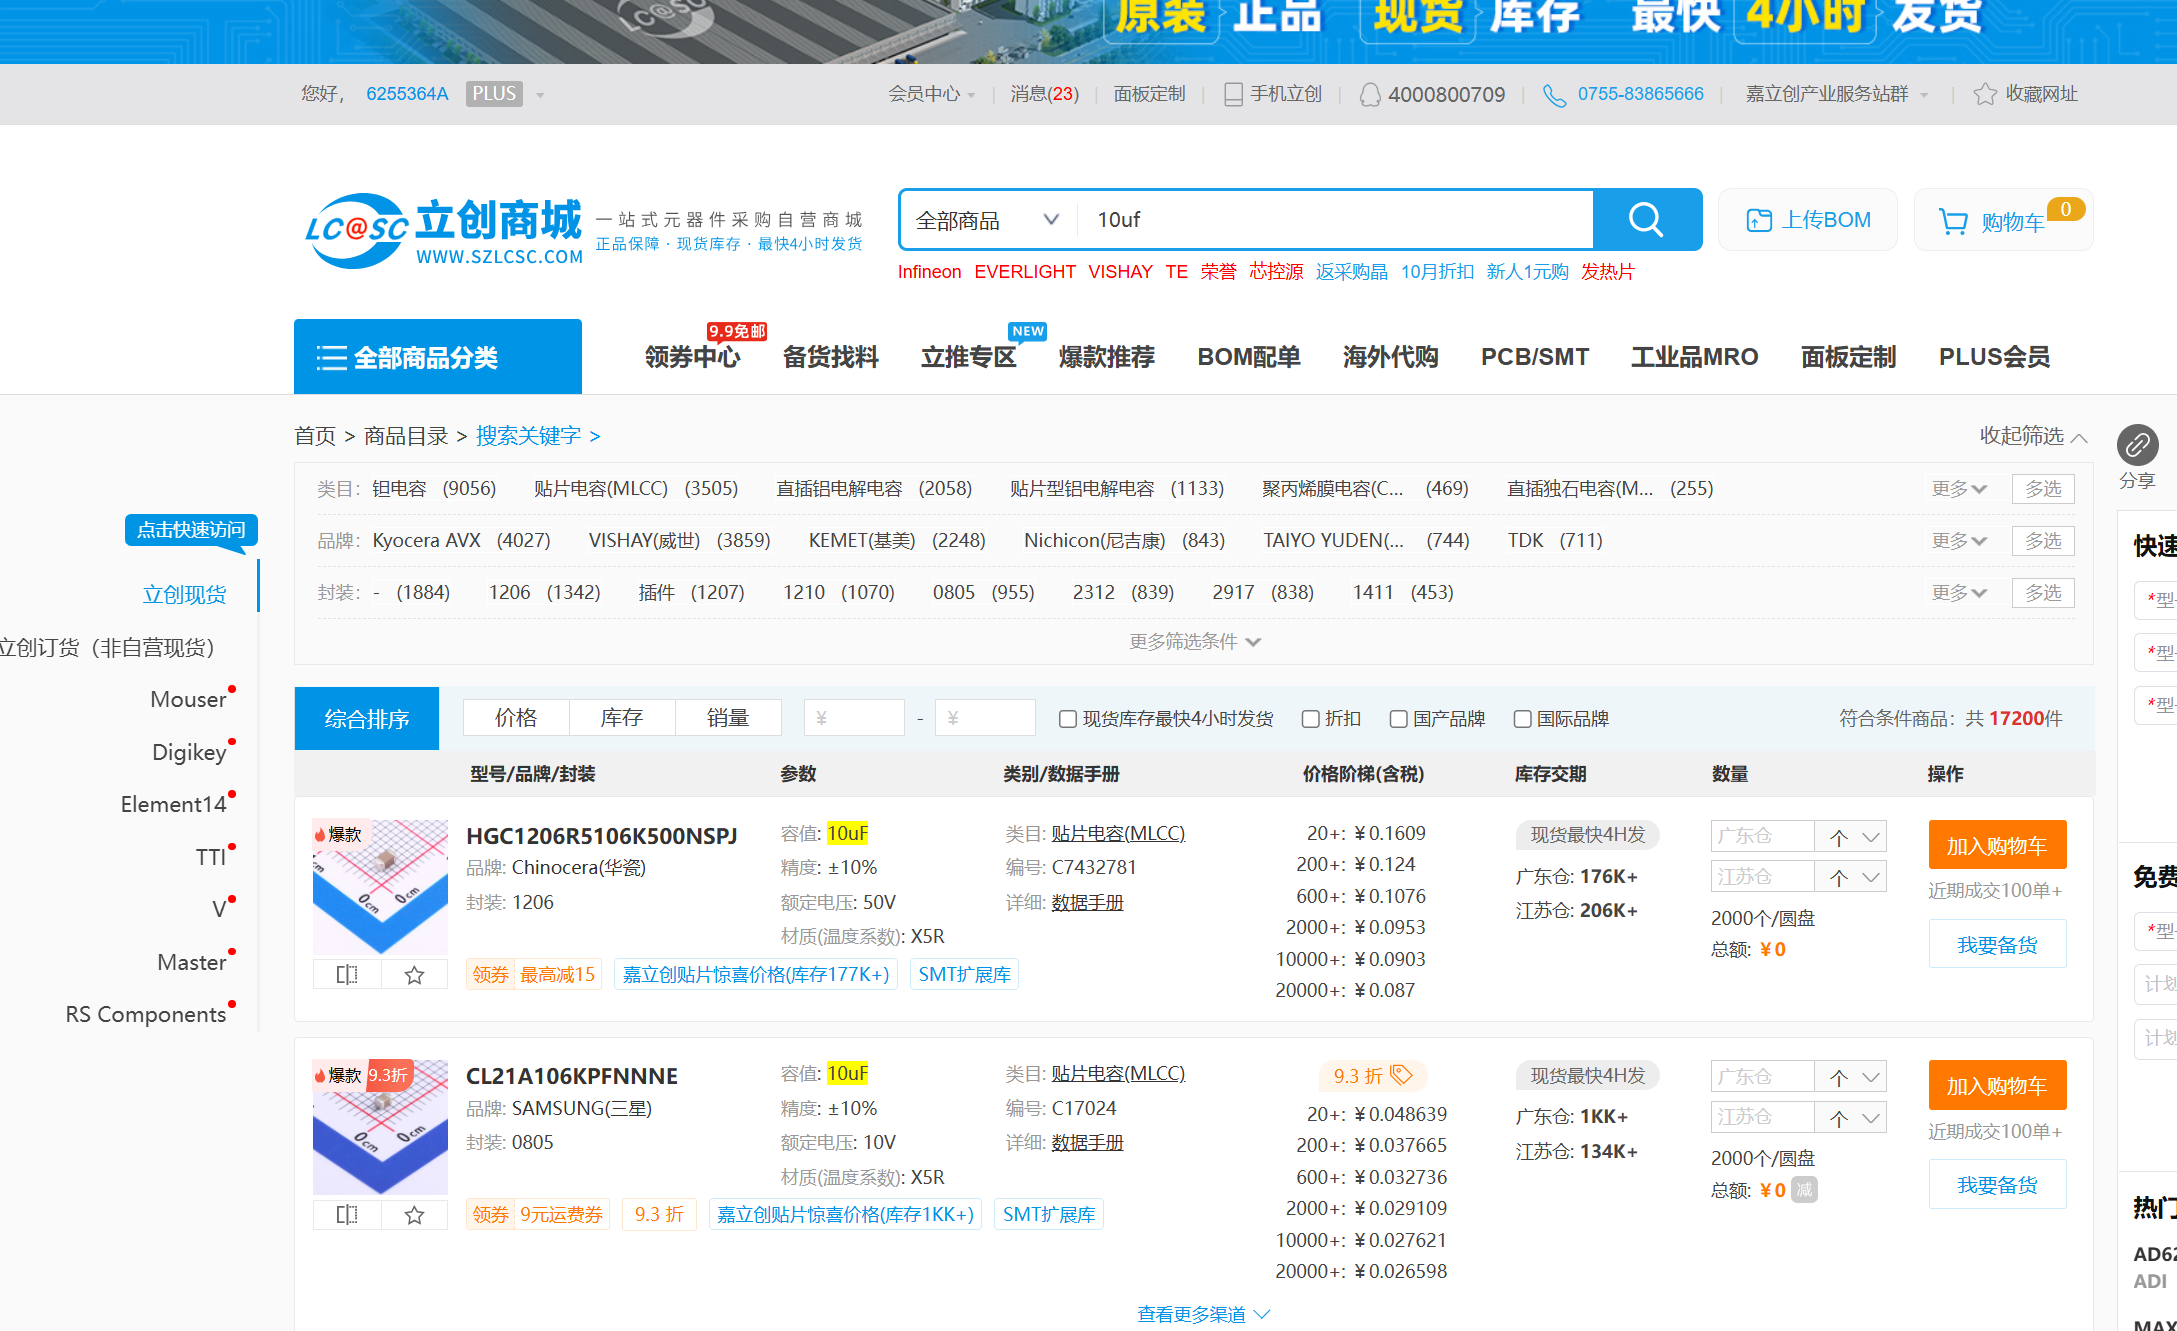 原装 正品 现货 库存 最快 4小时 发货
您好， 6255364A PLUS
会员中心 消息(23) 面板定制 手机立创 4000800709 0755-83865666 嘉立创产业服务站群 收藏网址
LC@SC 立创商城 WWW.SZLCSC.COM
一站式元器件采购自营商城
正品保障·现货库存·最快4小时发货
全部商品 10uf
上传BOM 购物车 0
Infineon EVERLIGHT VISHAY TE 荣誉 芯控源 返采购晶 10月折扣 新人1元购 发热片
9.9免邮 NEW
全部商品分类 领券中心 备货找料 立推专区 爆款推荐 BOM配单 海外代购 PCB/SMT 工业品MRO 面板定制 PLUS会员
首页 > 商品目录 > 搜索关键字 >
收起筛选
分享
类目： 钽电容 (9056) 贴片电容(MLCC) (3505) 直插铝电解电容 (2058) 贴片型铝电解电容 (1133) 聚丙烯膜电容(C... (469) 直插独石电容(M... (255) 更多 多选
品牌： Kyocera AVX (4027) VISHAY(威世) (3859) KEMET(基美) (2248) Nichicon(尼吉康) (843) TAIYO YUDEN(... (744) TDK (711) 更多 多选
封装： - (1884) 1206 (1342) 插件 (1207) 1210 (1070) 0805 (955) 2312 (839) 2917 (838) 1411 (453) 更多 多选
更多筛选条件
点击快速访问
立创现货
立创订货（非自营现货）
Mouser
Digikey
Element14
TTI
V
Master
RS Components
综合排序 价格 库存 销量 ¥ - ¥ 现货库存最快4小时发货 折扣 国产品牌 国际品牌 符合条件商品：共 17200件
型号/品牌/封装 参数 类别/数据手册 价格阶梯(含税) 库存交期 数量 操作
爆款
0cm 0cm
HGC1206R5106K500NSPJ
品牌: Chinocera(华瓷)
封装: 1206
容值: 10uF
精度: ±10%
额定电压: 50V
材质(温度系数): X5R
类目: 贴片电容(MLCC)
编号: C7432781
详细: 数据手册
20+: ￥0.1609
200+: ￥0.124
600+: ￥0.1076
2000+: ￥0.0953
10000+: ￥0.0903
20000+: ￥0.087
现货最快4H发
广东仓: 176K+
江苏仓: 206K+
广东仓 个
江苏仓 个
2000个/圆盘
总额: ￥0
加入购物车
近期成交100单+
我要备货
领券 最高减15 嘉立创贴片惊喜价格(库存177K+) SMT扩展库
爆款 9.3折
0cm 0cm
CL21A106KPFNNNE
品牌: SAMSUNG(三星)
封装: 0805
容值: 10uF
精度: ±10%
额定电压: 10V
材质(温度系数): X5R
类目: 贴片电容(MLCC)
编号: C17024
详细: 数据手册
9.3 折
20+: ￥0.048639
200+: ￥0.037665
600+: ￥0.032736
2000+: ￥0.029109
10000+: ￥0.027621
20000+: ￥0.026598
现货最快4H发
广东仓: 1KK+
江苏仓: 134K+
广东仓 个
江苏仓 个
2000个/圆盘
总额: ￥0 减
加入购物车
近期成交100单+
我要备货
领券 9元运费券 9.3 折 嘉立创贴片惊喜价格(库存1KK+) SMT扩展库
查看更多渠道
快速
*型
*型
*型
免费
*型
计划
计划
热门
AD62
ADI
MAX